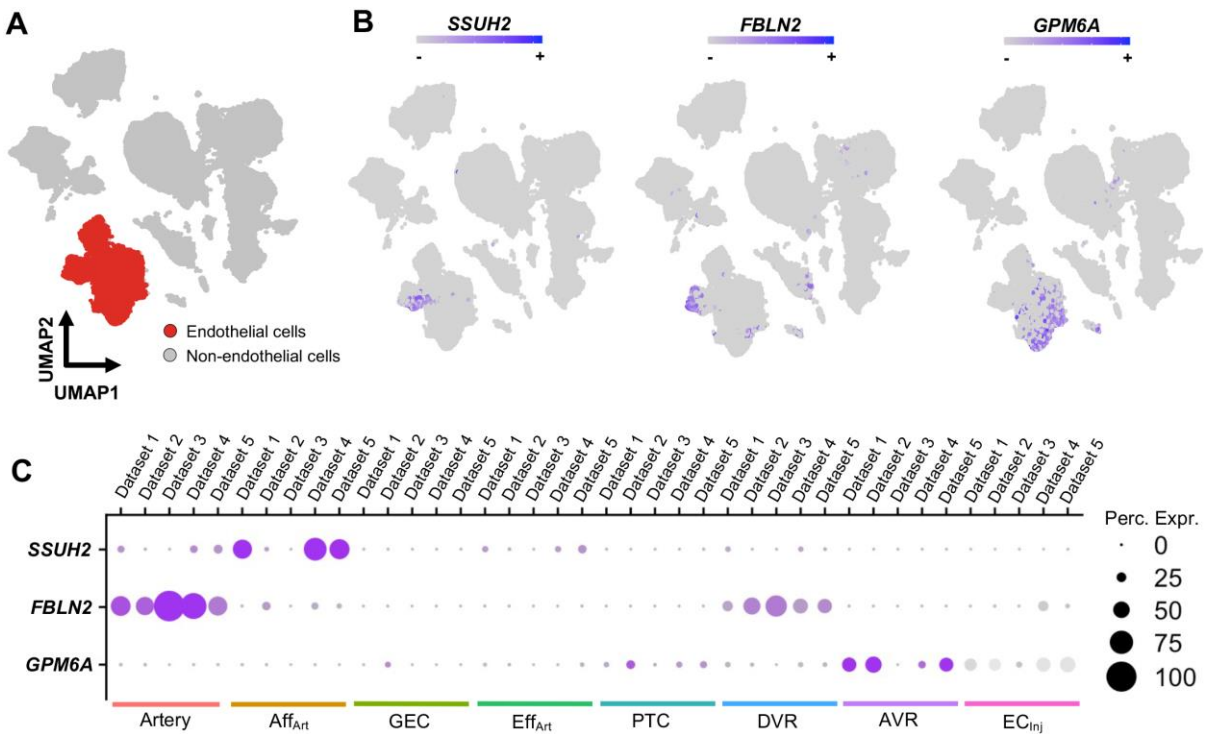 A
UMAP2
UMAP1
Endothelial cells
Non-endothelial cells
B
SSUH2
- +
FBLN2
- +
GPM6A
- +
C
Dataset 1
Dataset 2
Dataset 3
Dataset 4
Dataset 5
Dataset 1
Dataset 2
Dataset 3
Dataset 4
Dataset 5
Dataset 1
Dataset 2
Dataset 3
Dataset 4
Dataset 5
Dataset 1
Dataset 2
Dataset 3
Dataset 4
Dataset 5
Dataset 1
Dataset 2
Dataset 3
Dataset 4
Dataset 5
Dataset 1
Dataset 2
Dataset 3
Dataset 4
Dataset 5
Dataset 1
Dataset 2
Dataset 3
Dataset 4
Dataset 5
Dataset 1
Dataset 2
Dataset 3
Dataset 4
Dataset 5
SSUH2
FBLN2
GPM6A
Artery
AffArt
GEC
EffArt
PTC
DVR
AVR
ECInj
Perc. Expr.
0
25
50
75
100